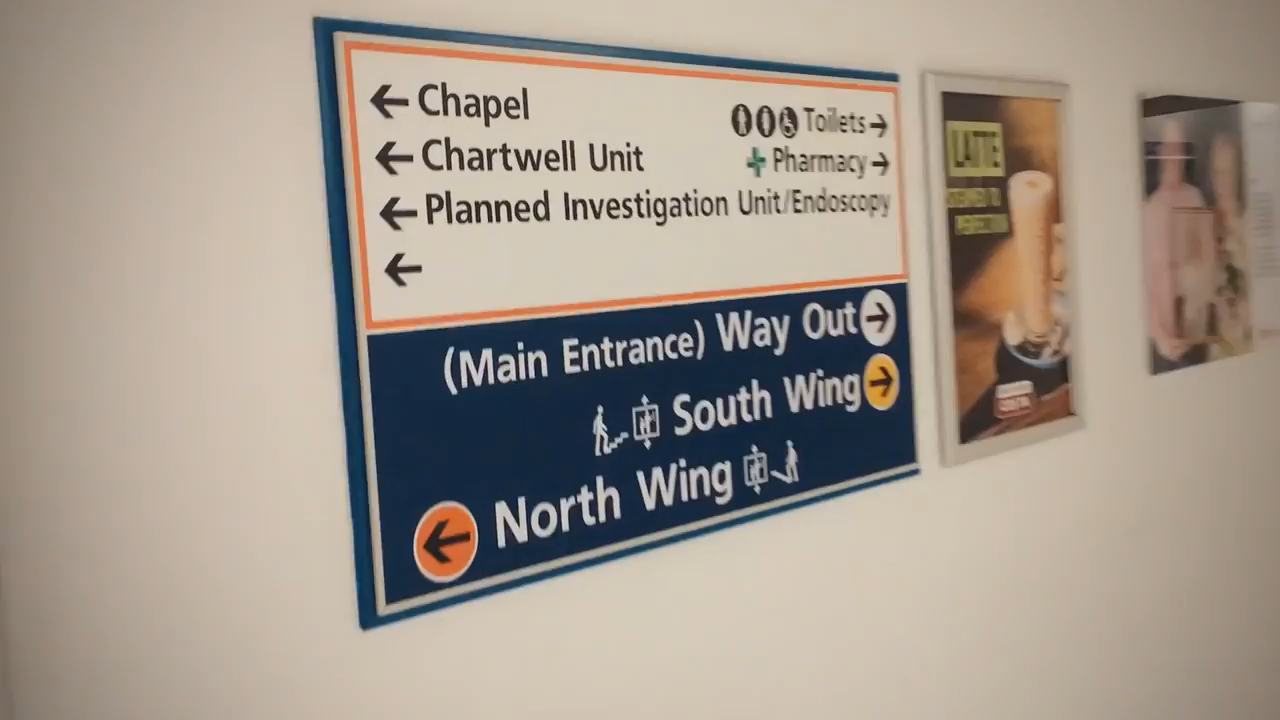 Chapel
Toilets
Chartwell Unit
Pharmacy
Planned Investigation Unit/Endoscopy
(Main Entrance) Way Out
South Wing
North Wing
LATTE